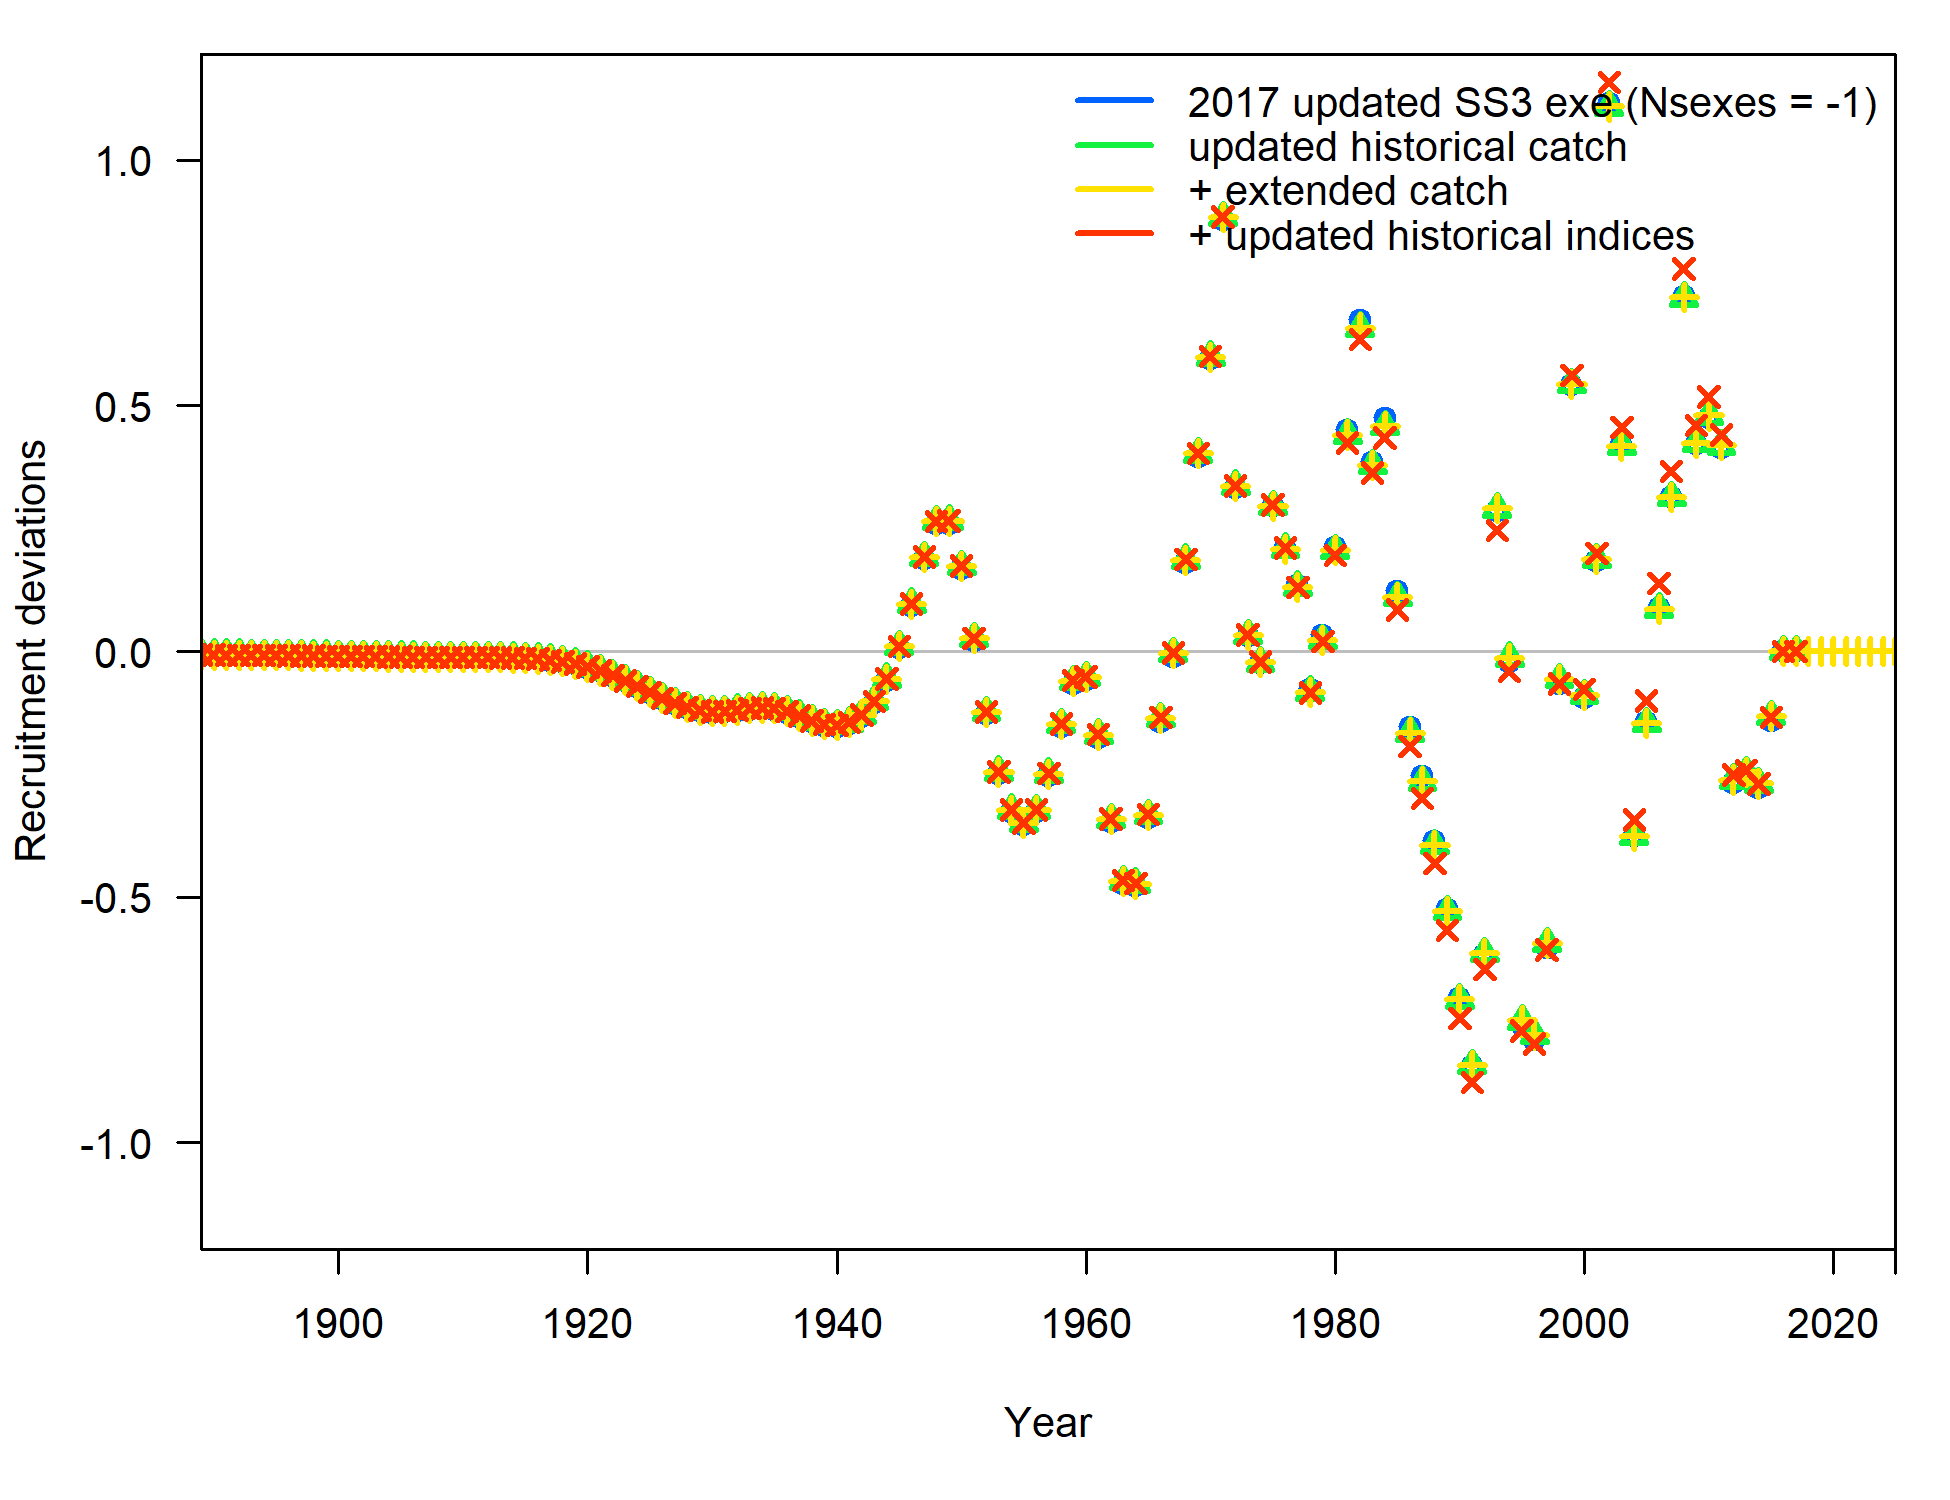 2017 updated SS3 exe (Nsexes = -1)
updated historical catch
+ extended catch
+ updated historical indices
1.0
0.5
0.0
-0.5
-1.0
Recruitment deviations
1900 1920 1940 1960 1980 2000 2020
Year